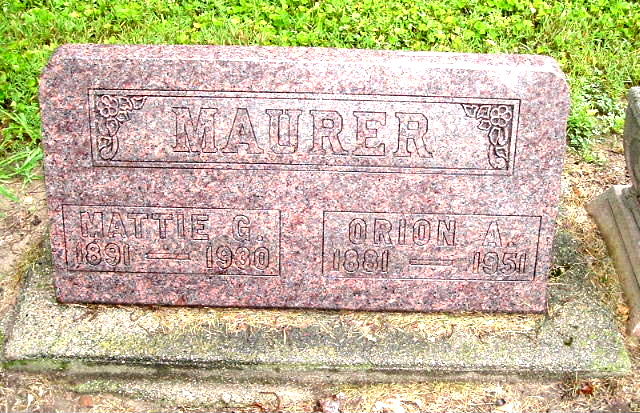 MAURER
MATTIE G.
1891 — 1930
ORION A.
1881 — 1951